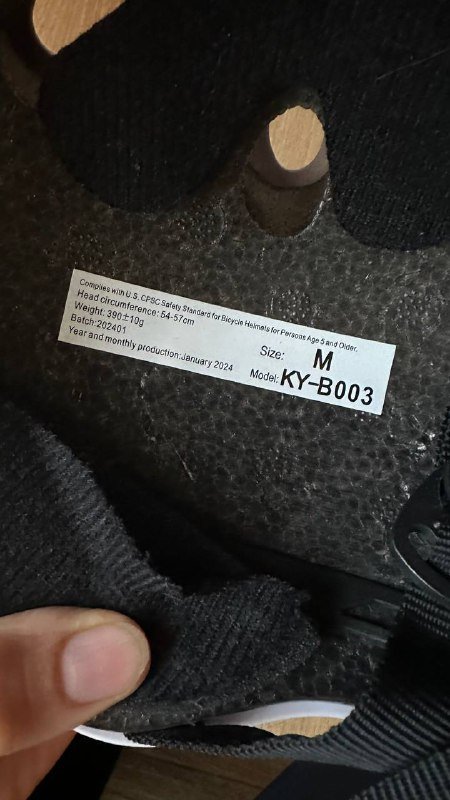 Complies with U.S. CPSC Safety Standard for Bicycle Helmets for Persons Age 5 and Older.
Head circumference: 54-57cm
Weight: 390±10g
Batch:202401
Year and monthly production:January 2024
Size: M
Model: KY-B003